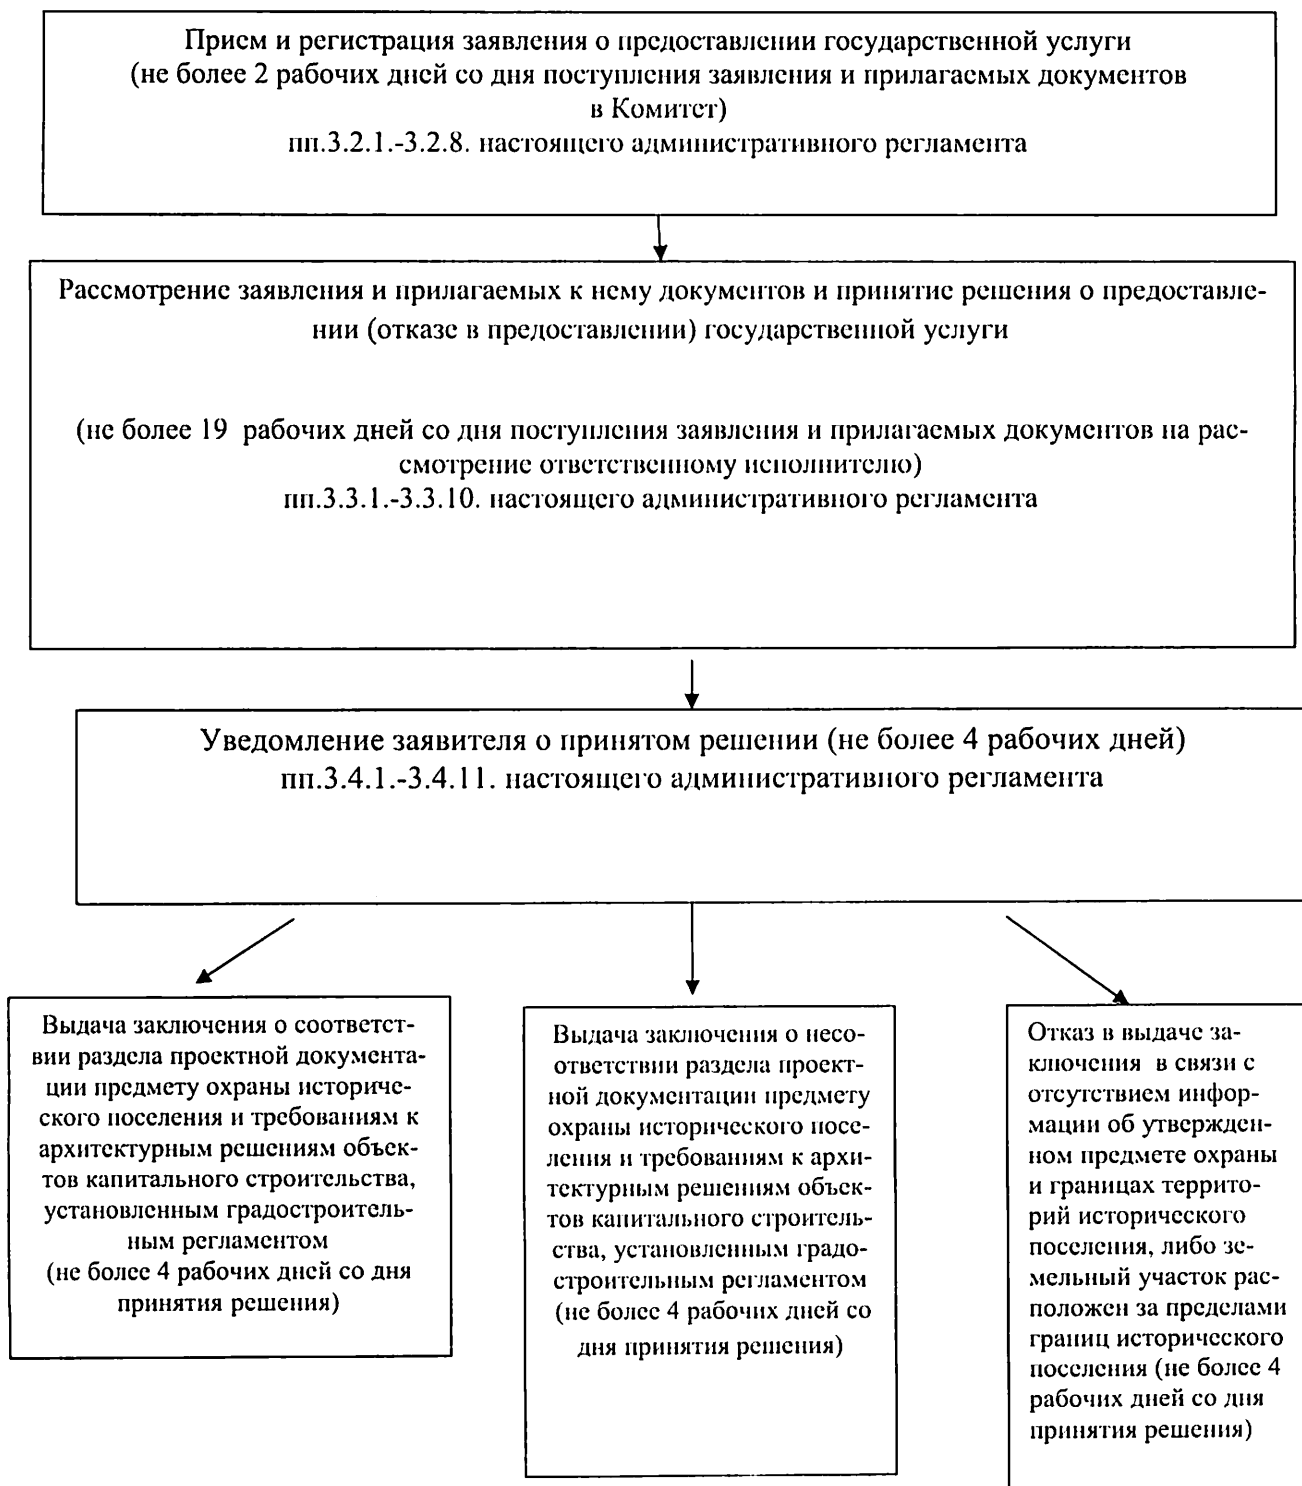 Прием и регистрация заявления о предоставлении государственной услуги
(не более 2 рабочих дней со дня поступления заявления и прилагаемых документов
в Комитет)
пп.3.2.1.-3.2.8. настоящего административного регламента
Рассмотрение заявления и прилагаемых к нему документов и принятие решения о предоставле-
нии (отказе в предоставлении) государственной услуги
(не более 19 рабочих дней со дня поступления заявления и прилагаемых документов на рас-
смотрение ответственному исполнителю)
пп.3.3.1.-3.3.10. настоящего административного регламента
Уведомление заявителя о принятом решении (не более 4 рабочих дней)
пп.3.4.1.-3.4.11. настоящего административного регламента
Выдача заключения о соответст-
вии раздела проектной документа-
ции предмету охраны историче-
ского поселения и требованиям к
архитектурным решениям объек-
тов капитального строительства,
установленным градостроитель-
ным регламентом
(не более 4 рабочих дней со дня
принятия решения)
Выдача заключения о несо-
ответствии раздела проект-
ной документации предмету
охраны исторического посе-
ления и требованиям к архи-
тектурным решениям объек-
тов капитального строитель-
ства, установленным градо-
строительным регламентом
(не более 4 рабочих дней со
дня принятия решения)
Отказ в выдаче за-
ключения в связи с
отсутствием инфор-
мации об утвержден-
ном предмете охраны
и границах террито-
рий исторического
поселения, либо зе-
мельный участок рас-
положен за пределами
границ исторического
поселения (не более 4
рабочих дней со дня
принятия решения)